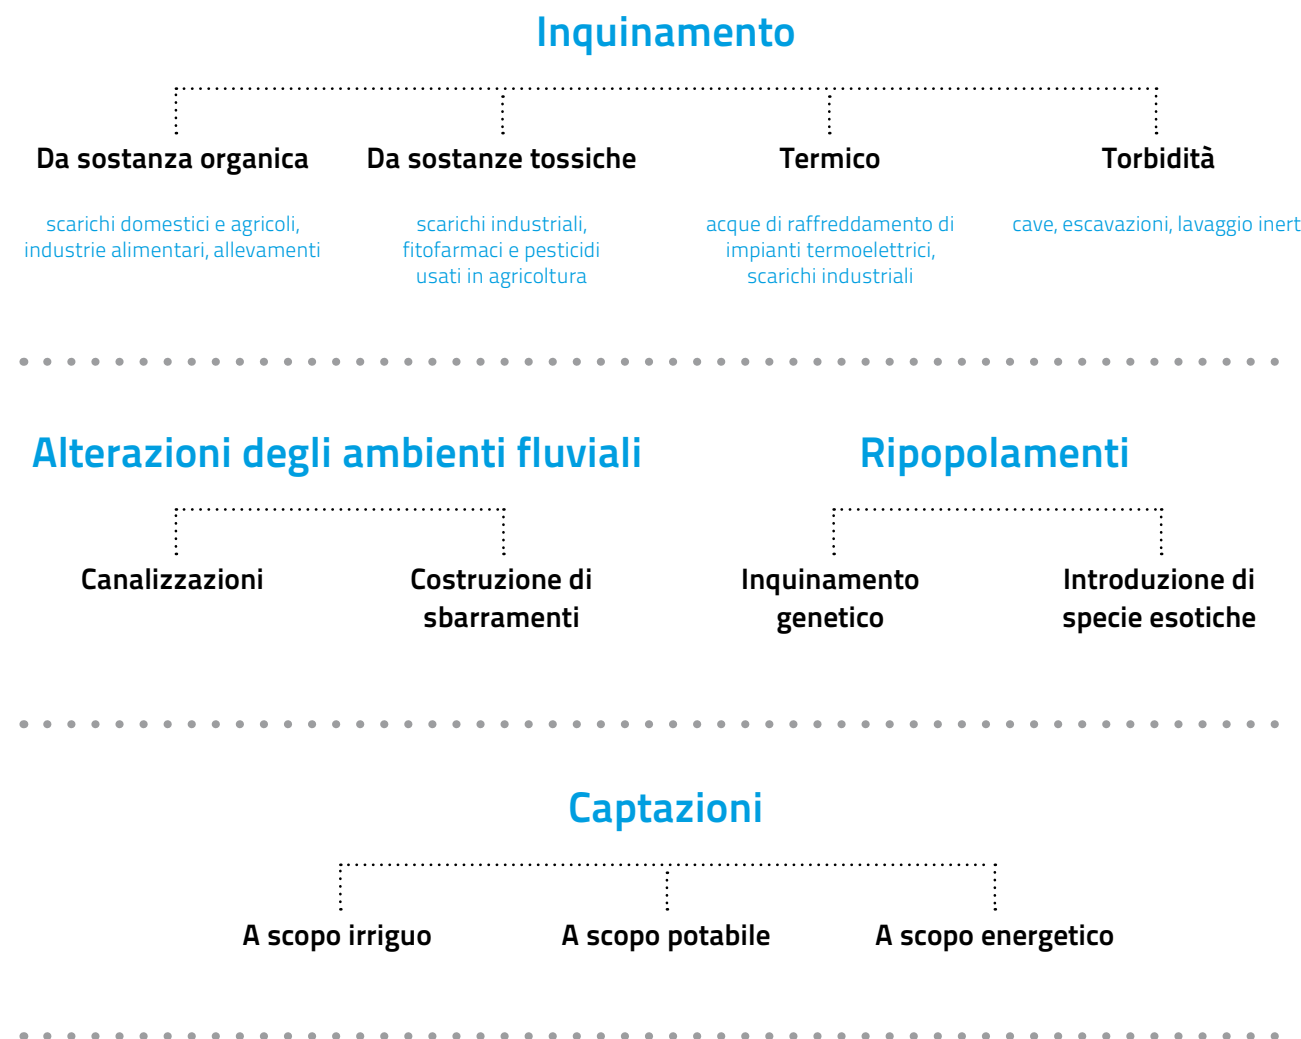 Inquinamento
Da sostanza organica
Da sostanze tossiche
Termico
Torbidità
scarichi domestici e agricoli,
industrie alimentari, allevamenti
scarichi industriali,
fitofarmaci e pesticidi
usati in agricoltura
acque di raffreddamento di
impianti termoelettrici,
scarichi industriali
cave, escavazioni, lavaggio inert
Alterazioni degli ambienti fluviali
Canalizzazioni
Costruzione di
sbarramenti
Ripopolamenti
Inquinamento
genetico
Introduzione di
specie esotiche
Captazioni
A scopo irriguo
A scopo potabile
A scopo energetico